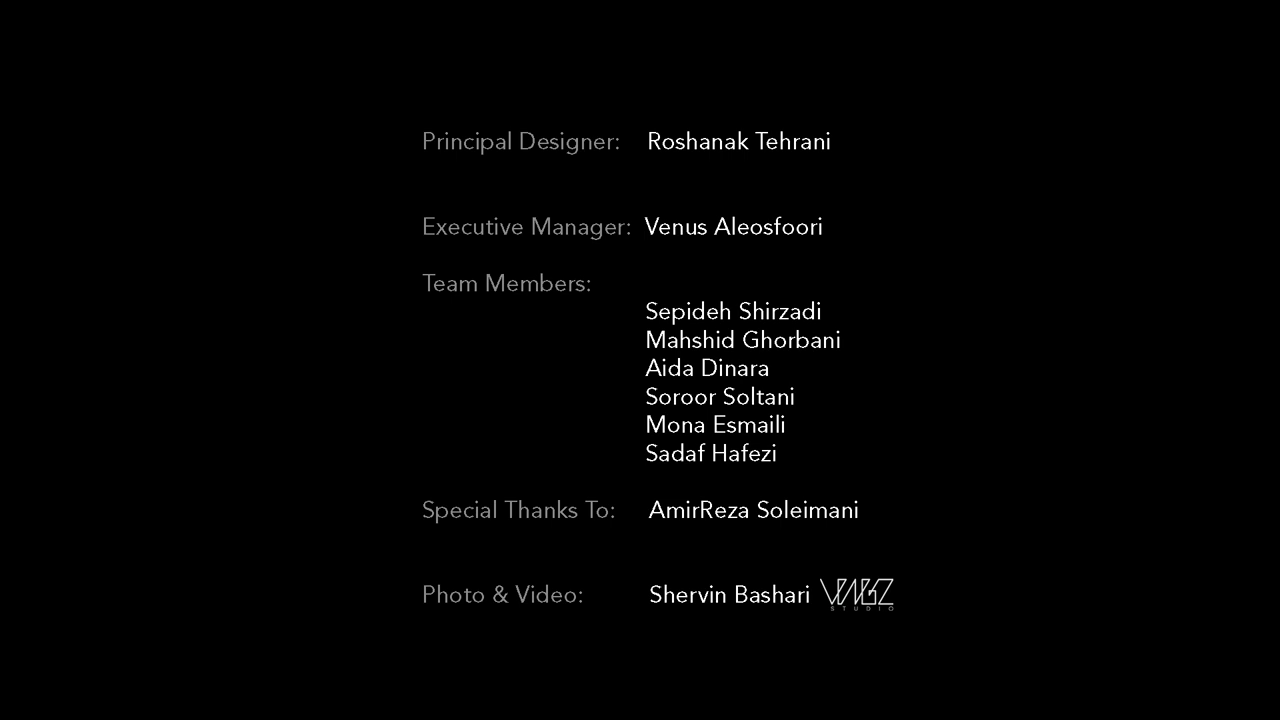 Principal Designer: Roshanak Tehrani
Executive Manager: Venus Aleosfoori
Team Members:
Sepideh Shirzadi
Mahshid Ghorbani
Aida Dinara
Soroor Soltani
Mona Esmaili
Sadaf Hafezi
Special Thanks To: AmirReza Soleimani
Photo & Video: Shervin Bashari
STUDIO